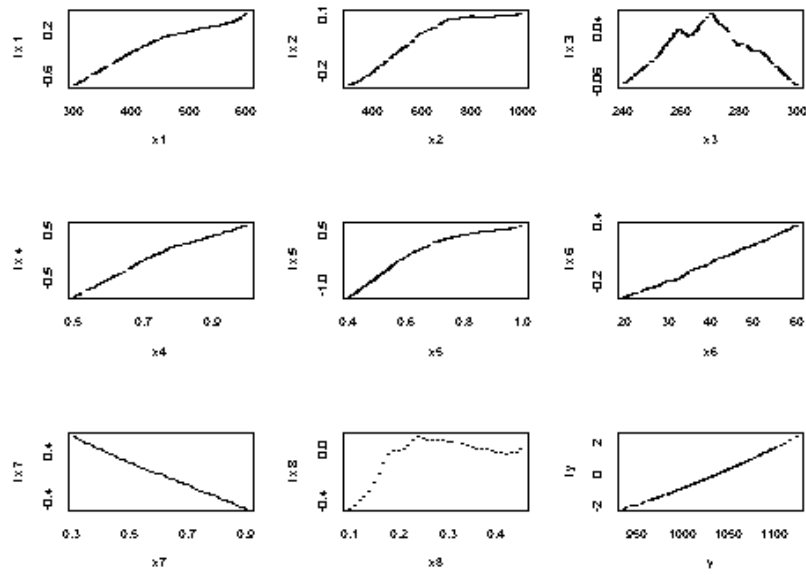 lx1
-0.6 0.2
300 400 500 600
x1
lx2
-0.2 0.1
400 600 800 1000
x2
lx3
-0.06 0.04
240 260 280 300
x3
lx4
-0.5 0.5
0.5 0.7 0.9
x4
lx5
-1.0 0.5
0.4 0.6 0.8 1.0
x5
lx6
-0.2 0.4
20 30 40 50 60
x6
lx7
-0.4 0.4
0.3 0.5 0.7 0.9
x7
lx8
-0.4 0.0
0.1 0.2 0.3 0.4
x8
ly
-2 0 2
950 1000 1050 1100
y